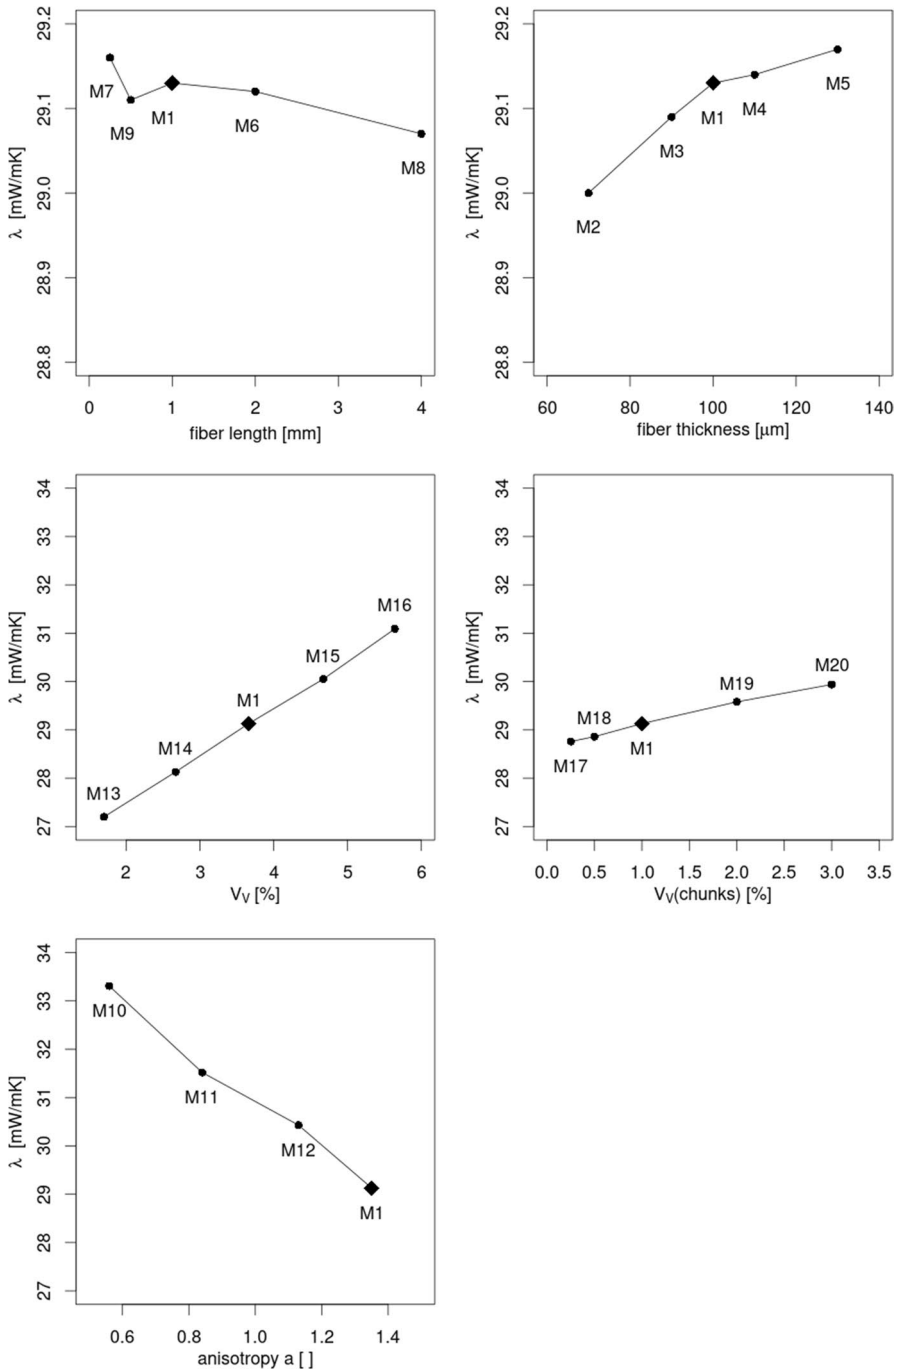 29.2
29.1
29.0
28.9
28.8
λ [mW/mK]
M7
M9
M1
M6
M8
0 1 2 3 4
fiber length [mm]
29.2
29.1
29.0
28.9
28.8
λ [mW/mK]
M2
M3
M1
M4
M5
60 80 100 120 140
fiber thickness [μm]
34
33
32
31
30
29
28
27
λ [mW/mK]
M13
M14
M1
M15
M16
2 3 4 5 6
V_V [%]
34
33
32
31
30
29
28
27
λ [mW/mK]
M17
M18
M1
M19
M20
0.0 0.5 1.0 1.5 2.0 2.5 3.0 3.5
V_V(chunks) [%]
34
33
32
31
30
29
28
27
λ [mW/mK]
M10
M11
M12
M1
0.6 0.8 1.0 1.2 1.4
anisotropy a [ ]